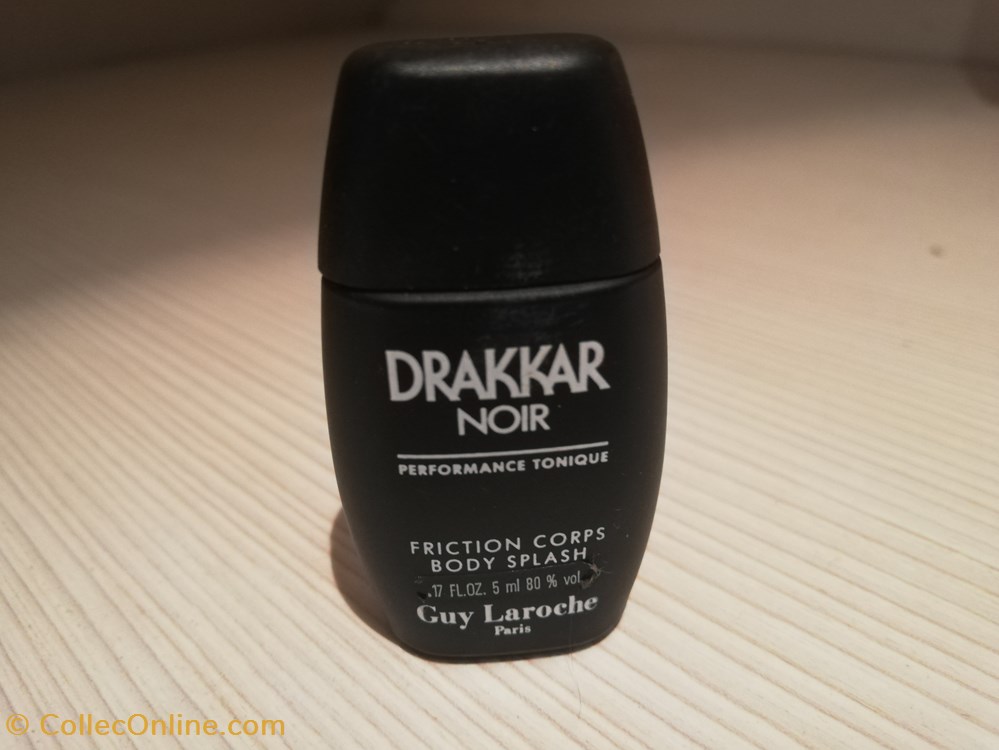 DRAKKAR
NOIR
PERFORMANCE TONIQUE
FRICTION CORPS
BODY SPLASH
.17 FL.OZ. 5 ml 80 % vol
Guy Laroche
Paris
© CollecOnline.com